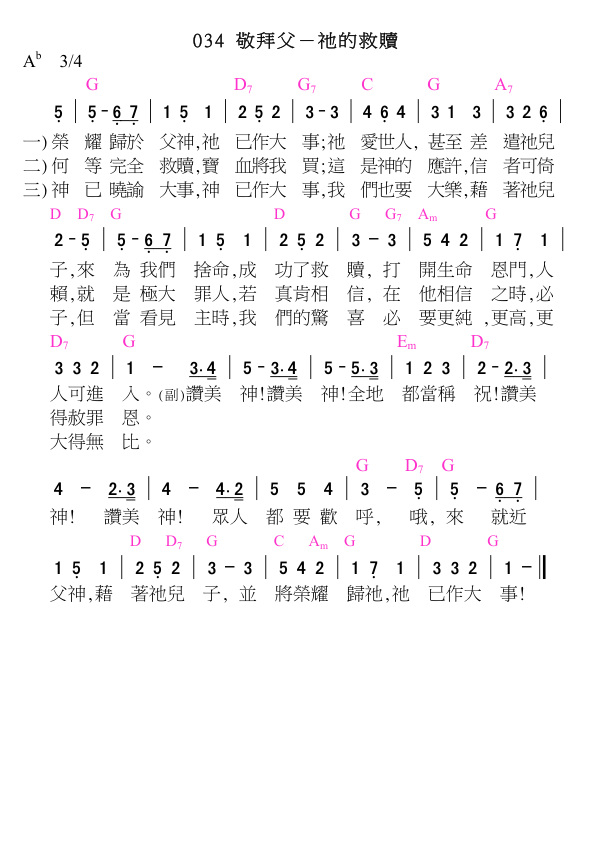 034 敬拜父－祂的救贖
Ab 3/4
G D7 G7 C G A7
5 | 5 - 6 7 | 1 5 1 | 2 5 2 | 3 - 3 | 4 6 4 | 3 1 3 | 3 2 6 |
一)榮 耀 歸於 父神,祂 已作大 事;祂 愛世人, 甚至 差 遣祂兒
二)何 等 完全 救贖,寶 血將我 買;這 是神的 應許,信 者可倚
三)神 已 曉諭 大事,神 已作大 事,我 們也要 大樂,藉 著祂兒
D D7 G D G G7 Am G
2 - 5 | 5 - 6 7 | 1 5 1 | 2 5 2 | 3 - 3 | 5 4 2 | 1 7 1 |
子,來 為 我們 捨命,成 功了救 贖, 打 開生命 恩門,人
賴,就 是 極大 罪人,若 真肯相 信, 在 他相信 之時,必
子,但 當 看見 主時,我 們的驚 喜 必 要更純 ,更高,更
D7 G Em D7
3 3 2 | 1 - 3. 4 | 5 - 3. 4 | 5 - 5. 3 | 1 2 3 | 2 - 2. 3 |
人可進 入。(副)讚美 神!讚美 神!全地 都當稱 祝!讚美
得赦罪 恩。
大得無 比。
G D7 G
4 - 2. 3 | 4 - 4. 2 | 5 5 4 | 3 - 5 | 5 - 6 7 |
神! 讚美 神! 眾人 都 要 歡 呼, 哦, 來 就近
D D7 G C Am G D G
1 5 1 | 2 5 2 | 3 - 3 | 5 4 2 | 1 7 1 | 3 3 2 | 1 - ‖
父神,藉 著祂兒 子, 並 將榮耀 歸祂,祂 已作大 事!